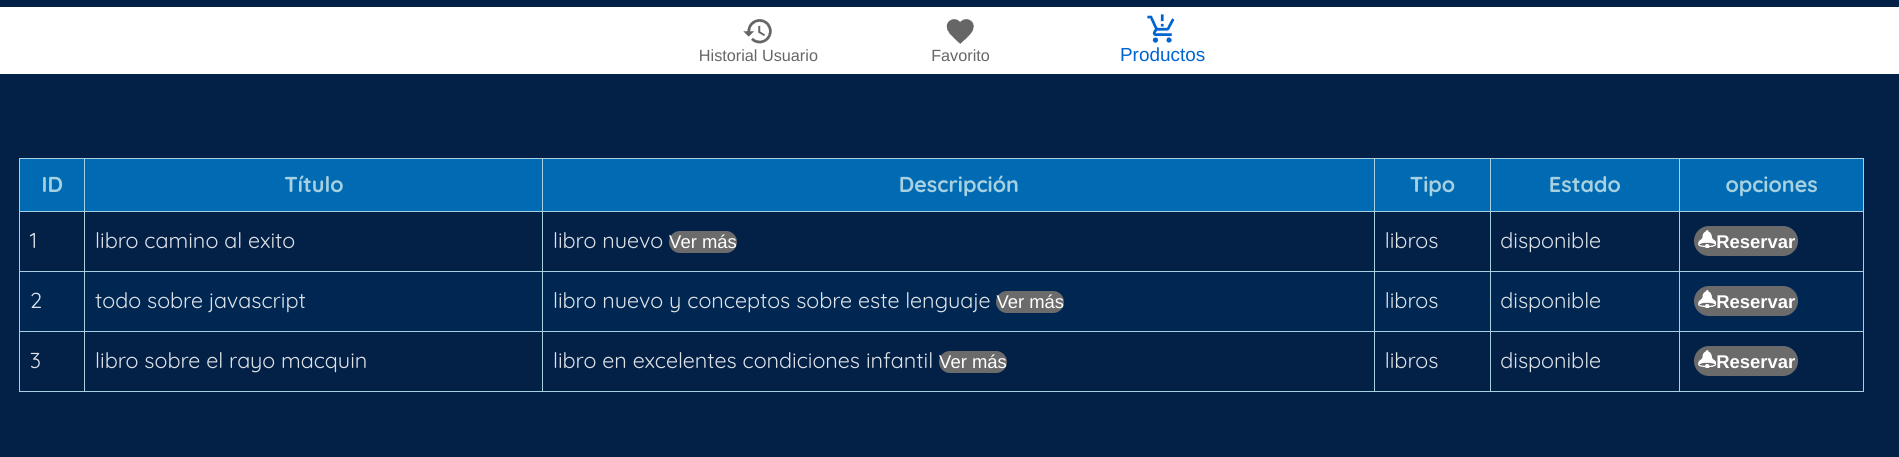 Historial Usuario Favorito Productos
ID Título Descripción Tipo Estado opciones
1 libro camino al exito libro nuevo Ver más libros disponible Reservar
2 todo sobre javascript libro nuevo y conceptos sobre este lenguaje Ver más libros disponible Reservar
3 libro sobre el rayo macquin libro en excelentes condiciones infantil Ver más libros disponible Reservar